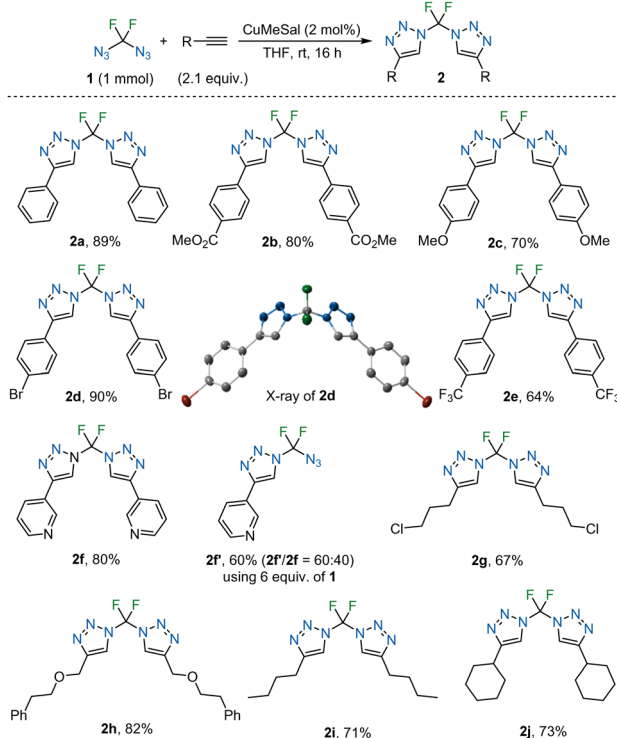 F F
N3 N3
1 (1 mmol)
+
R
(2.1 equiv.)
CuMeSal (2 mol%)
THF, rt, 16 h
F F
N N N N N N
R R
2
F F
N N N N N N
2a, 89%
F F
N N N N N N
MeO2C CO2Me
2b, 80%
F F
N N N N N N
MeO OMe
2c, 70%
F F
N N N N N N
Br Br
2d, 90%
X-ray of 2d
F F
N N N N N N
F3C CF3
2e, 64%
F F
N N N N N N
N N
2f, 80%
F F
N N N N3
N
2f', 60% (2f'/2f = 60:40)
using 6 equiv. of 1
F F
N N N N N N
Cl Cl
2g, 67%
F F
N N N N N N
O O
Ph Ph
2h, 82%
F F
N N N N N N
2i, 71%
F F
N N N N N N
2j, 73%